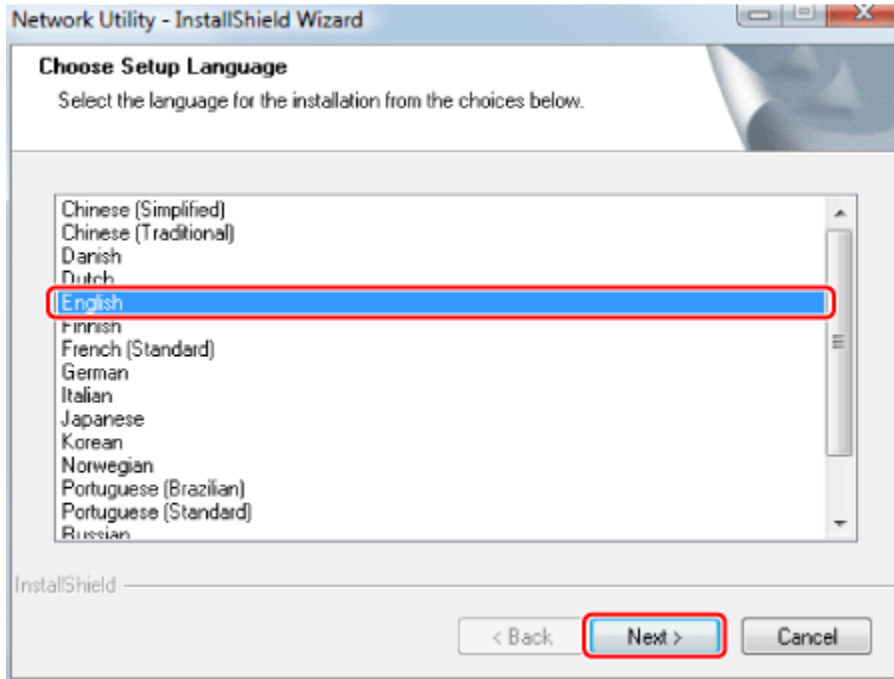 Network Utility - InstallShield Wizard
Choose Setup Language
Select the language for the installation from the choices below.
Chinese (Simplified)
Chinese (Traditional)
Danish
Dutch
English
Finnish
French (Standard)
German
Italian
Japanese
Korean
Norwegian
Portuguese (Brazilian)
Portuguese (Standard)
Russian
InstallShield
< Back
Next >
Cancel